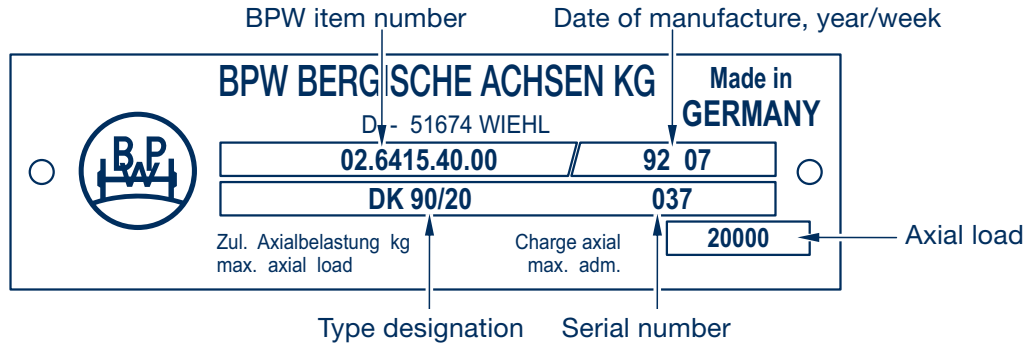 BPW item number Date of manufacture, year/week
BPW BERGISCHE ACHSEN KG Made in
GERMANY
D - 51674 WIEHL
BPW
02.6415.40.00 / 92 07
DK 90/20 037
Zul. Axialbelastung kg Charge axial 20000 Axial load
max. axial load max. adm.
Type designation Serial number